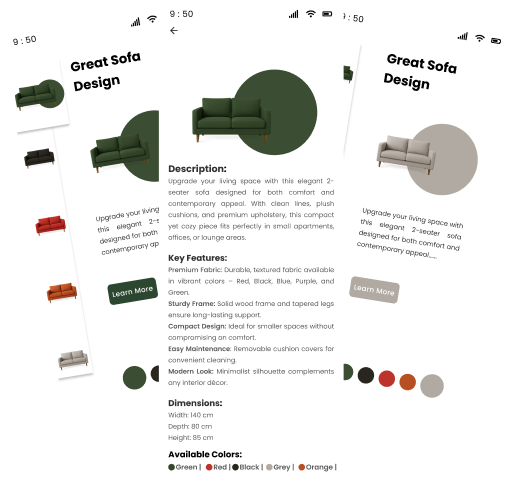 9 : 50
Great Sofa
Design
Upgrade your living
this elegant 2-s
designed for both
contemporary ap
Learn More
9 : 50
Description:
Upgrade your living space with this elegant 2-
seater sofa designed for both comfort and
contemporary appeal. With clean lines, plush
cushions, and premium upholstery, this compact
yet cozy piece fits perfectly in small apartments,
offices, or lounge areas.
Key Features:
Premium Fabric: Durable, textured fabric available
in vibrant colors – Red, Black, Blue, Purple, and
Green.
Sturdy Frame: Solid wood frame and tapered legs
ensure long-lasting support.
Compact Design: Ideal for smaller spaces without
compromising on comfort.
Easy Maintenance: Removable cushion covers for
convenient cleaning.
Modern Look: Minimalist silhouette complements
any interior décor.
Dimensions:
Width: 140 cm
Depth: 80 cm
Height: 85 cm
Available Colors:
Green | Red | Black | Grey | Orange |
: 50
Great Sofa
Design
Upgrade your living space with
this elegant 2-seater sofa
designed for both comfort and
contemporary appeal....
Learn More